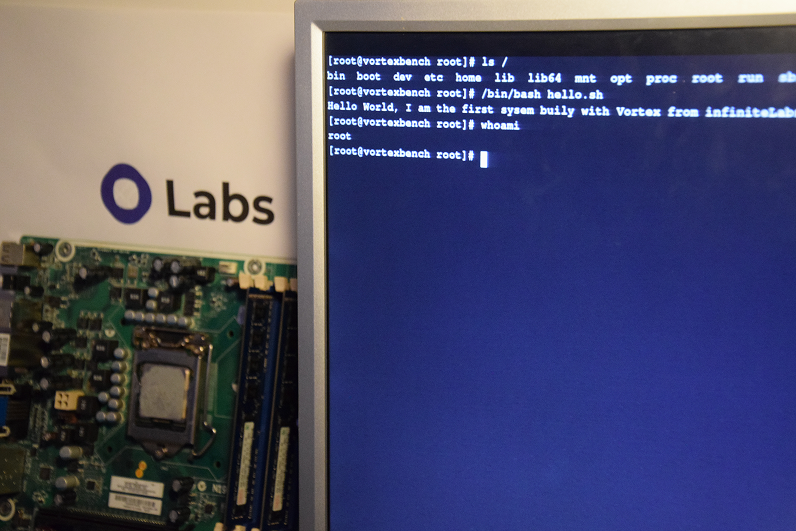 [root@vortexbench root]# ls /
bin boot dev etc home lib lib64 mnt opt proc root run sb
[root@vortexbench root]# /bin/bash hello.sh
Hello World, I am the first sysem buily with Vortex from infiniteLabs
[root@vortexbench root]# whoami
root
[root@vortexbench root]#
Labs